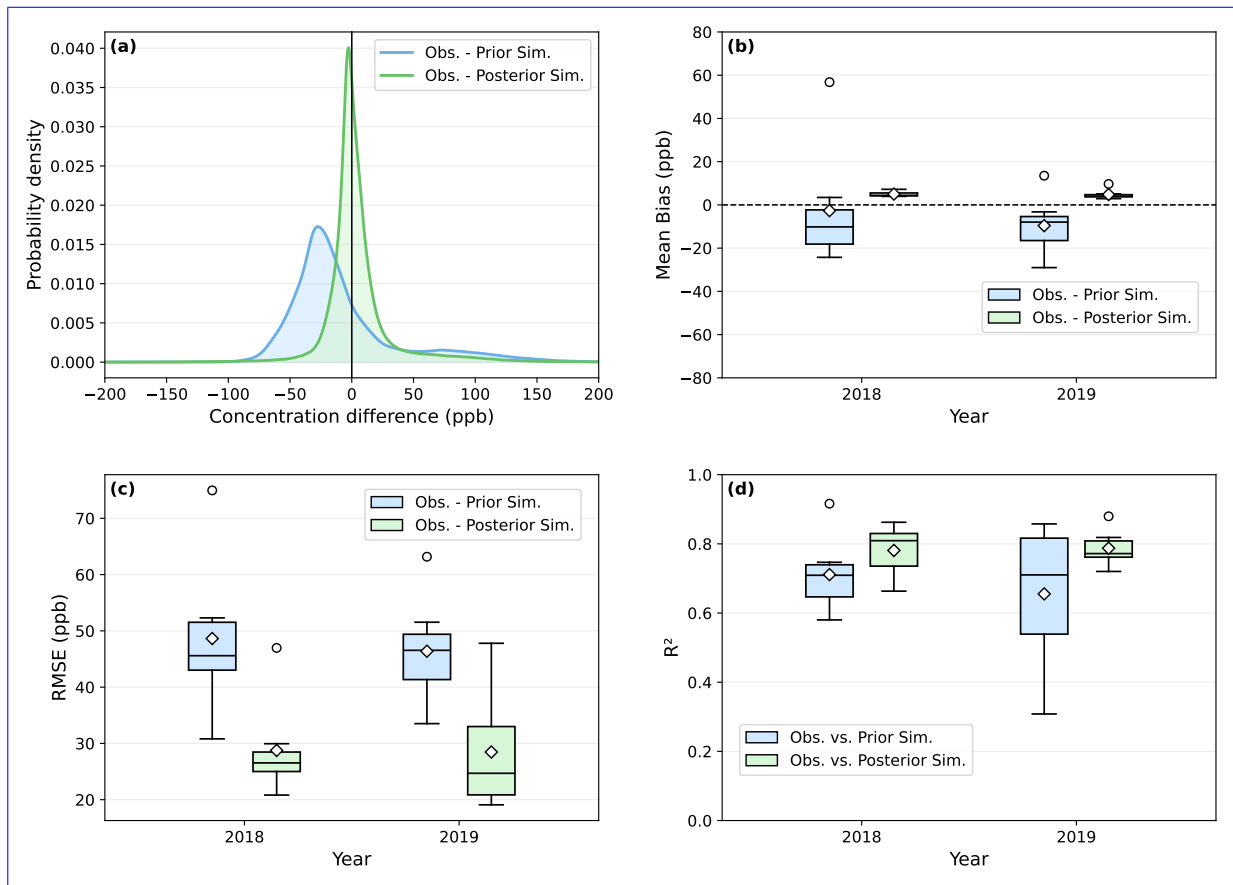 (a)
Obs. - Prior Sim.
Obs. - Posterior Sim.
0.040
0.035
0.030
0.025
0.020
0.015
0.010
0.005
0.000
Probability density
−200 −150 −100 −50 0 50 100 150 200
Concentration difference (ppb)
(b)
80
60
40
20
0
−20
−40
−60
−80
Mean Bias (ppb)
Obs. - Prior Sim.
Obs. - Posterior Sim.
2018 2019
Year
(c)
Obs. - Prior Sim.
Obs. - Posterior Sim.
70
60
50
40
30
20
RMSE (ppb)
2018 2019
Year
(d)
1.0
0.8
0.6
0.4
0.2
0.0
R²
Obs. vs. Prior Sim.
Obs. vs. Posterior Sim.
2018 2019
Year